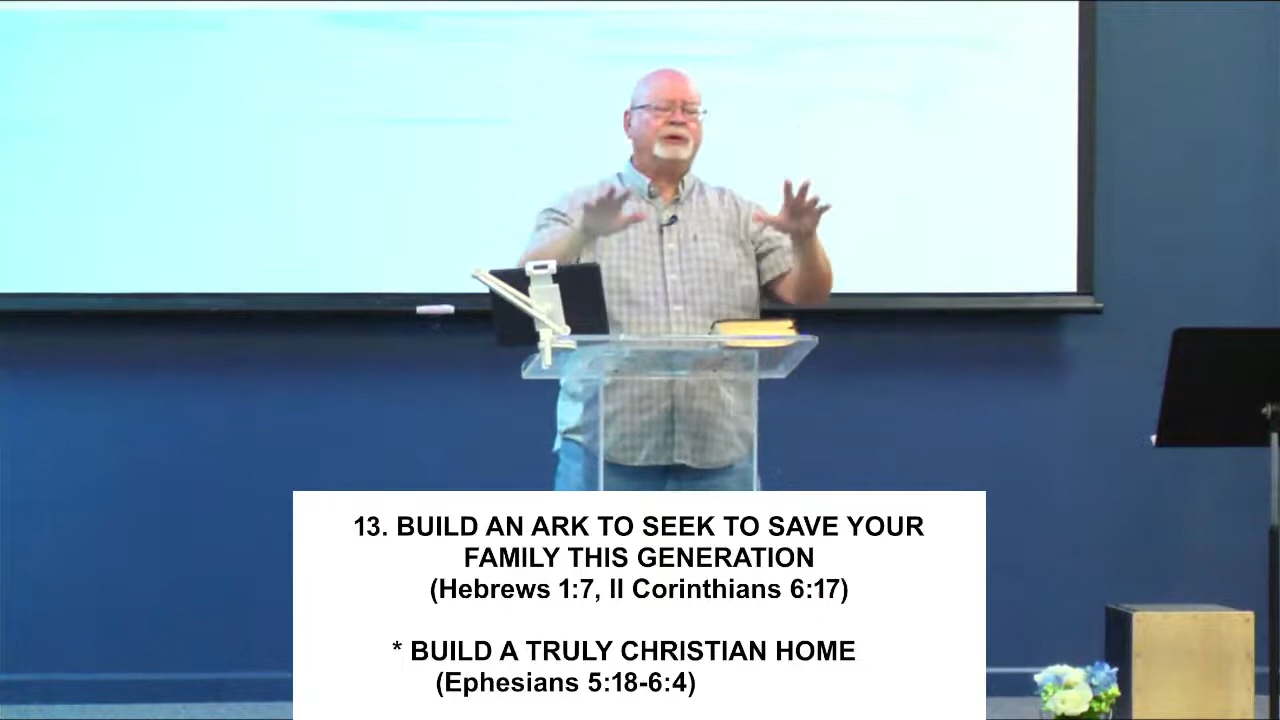 13. BUILD AN ARK TO SEEK TO SAVE YOUR
FAMILY THIS GENERATION
(Hebrews 1:7, II Corinthians 6:17)
* BUILD A TRULY CHRISTIAN HOME
(Ephesians 5:18-6:4)